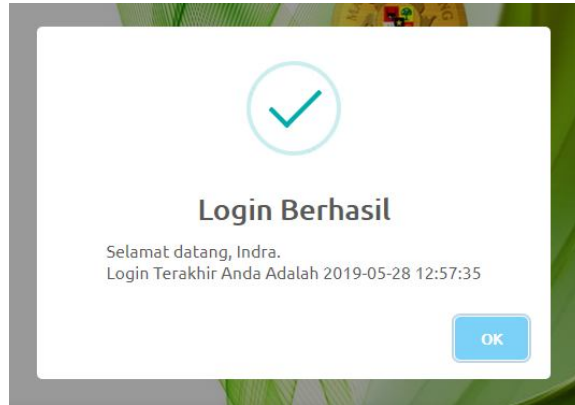 Login Berhasil
Selamat datang, Indra.
Login Terakhir Anda Adalah 2019-05-28 12:57:35
OK